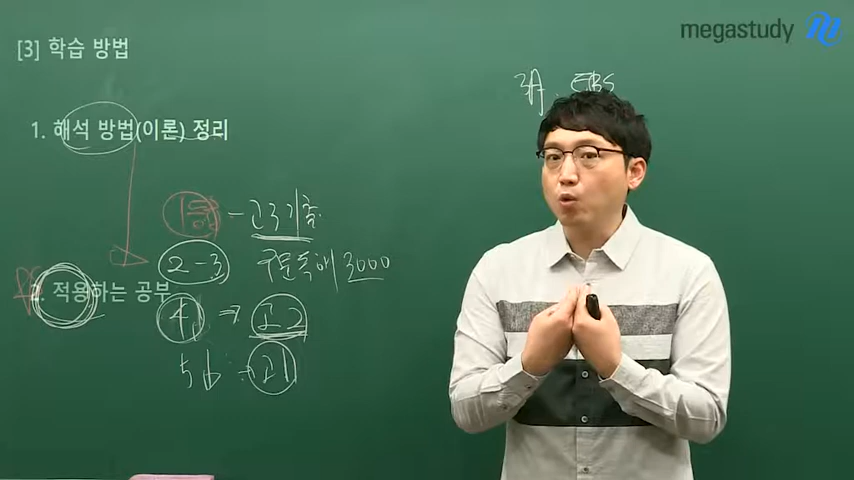 megastudy
[3] 학습 방법
3月. EBS
1. 해석 방법(이론) 정리
1등 - 고3 기출
2-3 구문독해 3000
2. 적용하는 공부
4 ⇒ 고2
56 → 고1